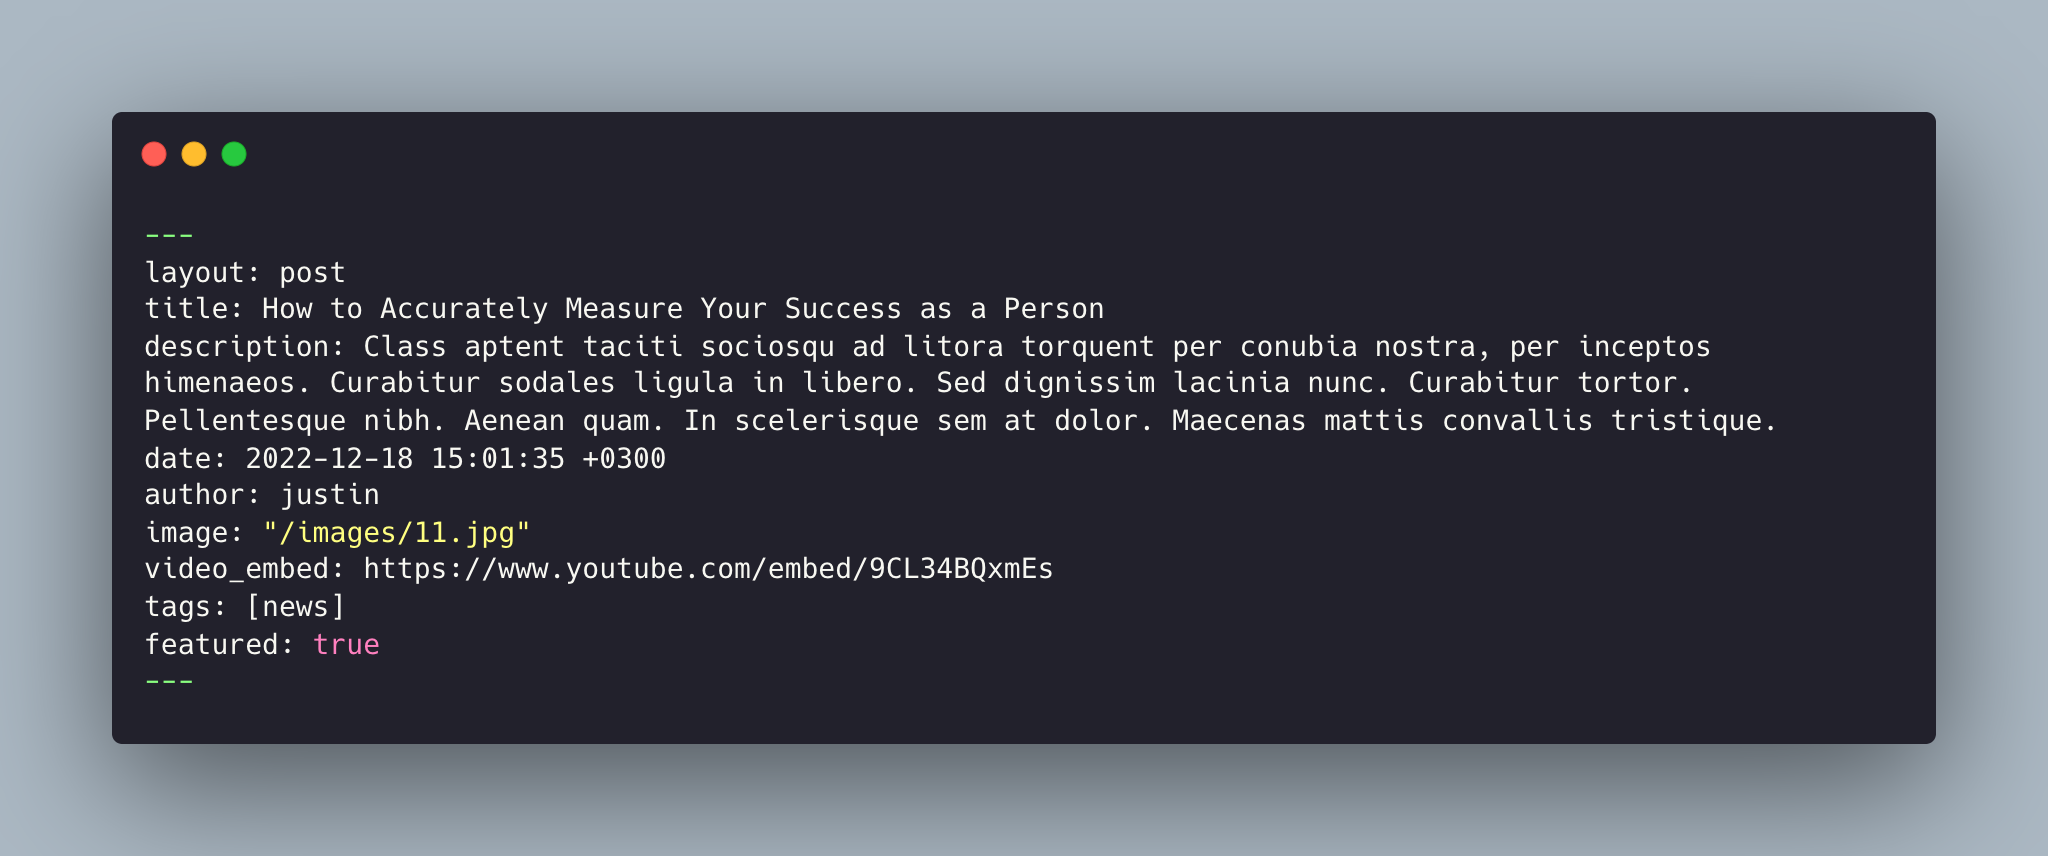 ---
layout: post
title: How to Accurately Measure Your Success as a Person
description: Class aptent taciti sociosqu ad litora torquent per conubia nostra, per inceptos
himenaeos. Curabitur sodales ligula in libero. Sed dignissim lacinia nunc. Curabitur tortor.
Pellentesque nibh. Aenean quam. In scelerisque sem at dolor. Maecenas mattis convallis tristique.
date: 2022-12-18 15:01:35 +0300
author: justin
image: "/images/11.jpg"
video_embed: https://www.youtube.com/embed/9CL34BQxmEs
tags: [news]
featured: true
---